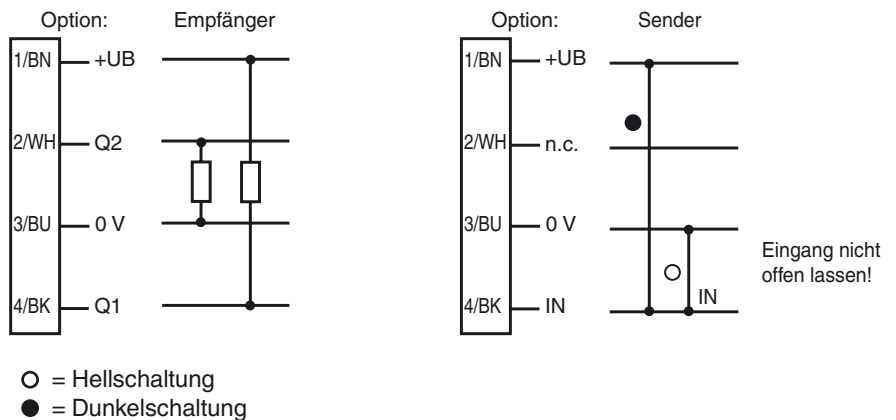 Option: Empfänger
1/BN +UB
2/WH Q2
3/BU 0 V
4/BK Q1
Option: Sender
1/BN +UB
2/WH n.c.
3/BU 0 V
4/BK IN
IN
Eingang nicht
offen lassen!
= Hellschaltung
= Dunkelschaltung